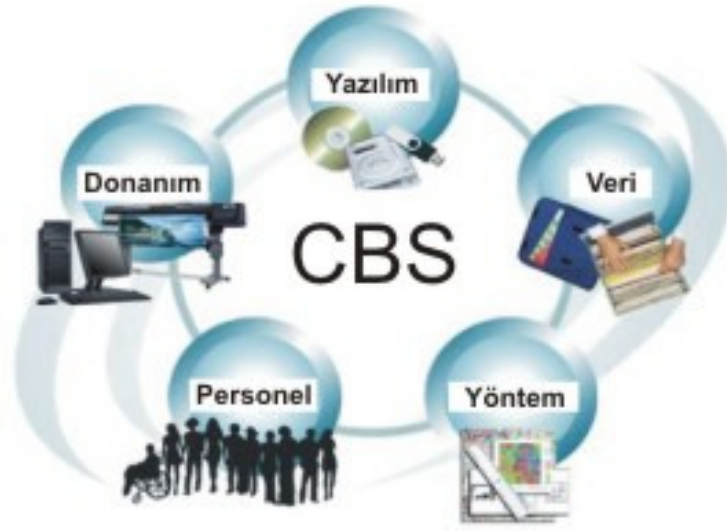 Yazılım
Donanım
Veri
CBS
Personel
Yöntem